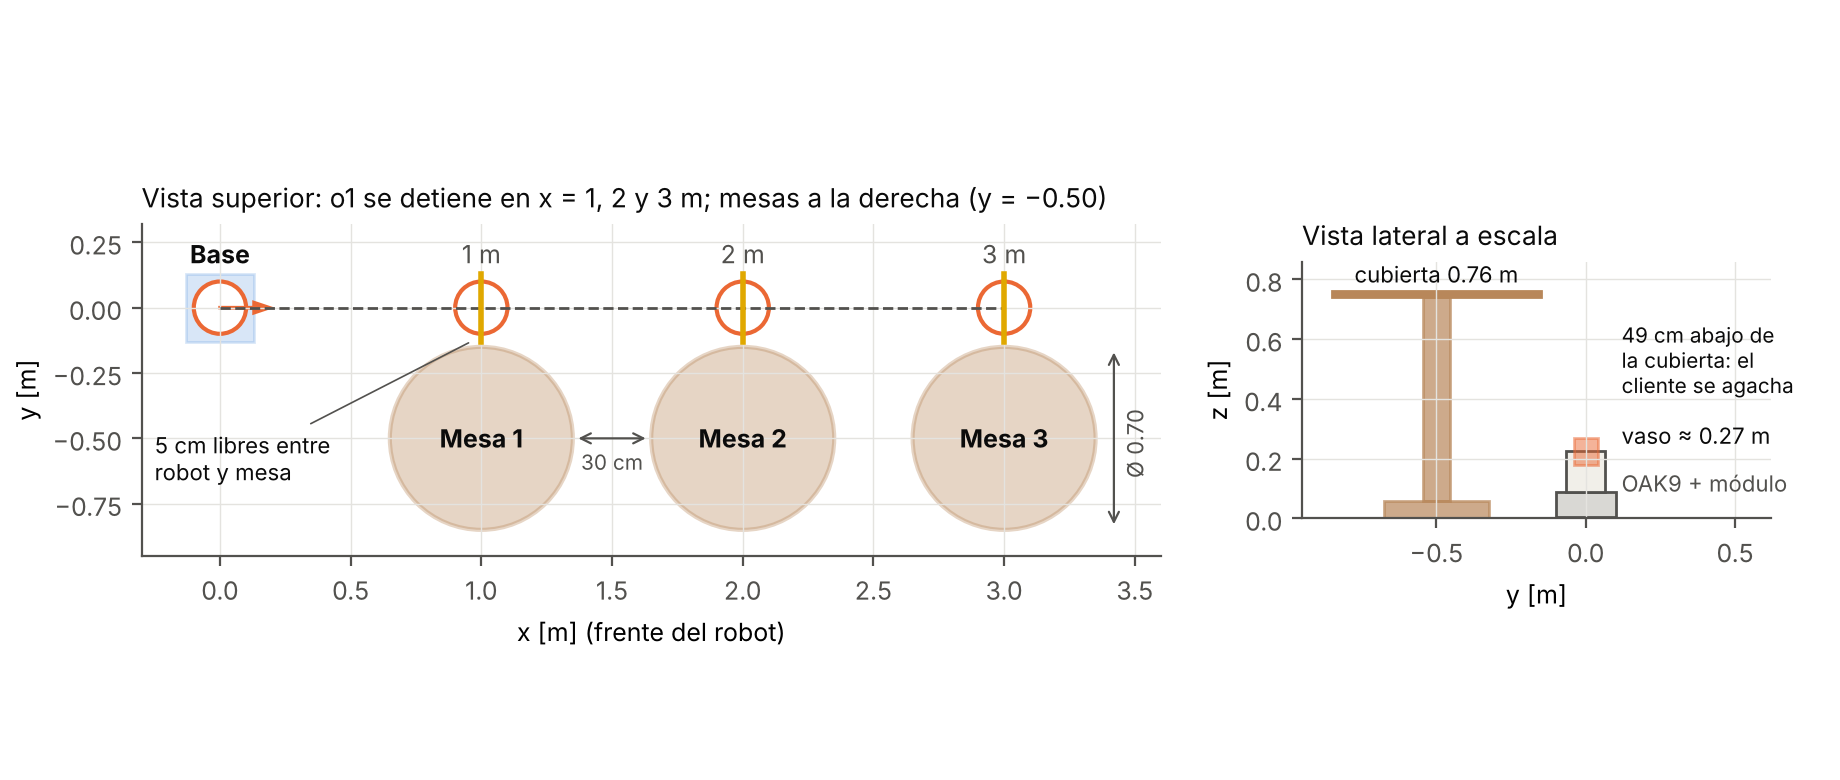 Vista superior: o1 se detiene en x = 1, 2 y 3 m; mesas a la derecha (y = −0.50)
0.25
0.00
−0.25
−0.50
−0.75
y [m]
Base
1 m
2 m
3 m
Mesa 1
Mesa 2
Mesa 3
30 cm
Ø 0.70
5 cm libres entre
robot y mesa
0.0
0.5
1.0
1.5
2.0
2.5
3.0
3.5
x [m] (frente del robot)
Vista lateral a escala
cubierta 0.76 m
0.8
0.6
0.4
0.2
0.0
z [m]
49 cm abajo de
la cubierta: el
cliente se agacha
vaso ≈ 0.27 m
OAK9 + módulo
−0.5
0.0
0.5
y [m]